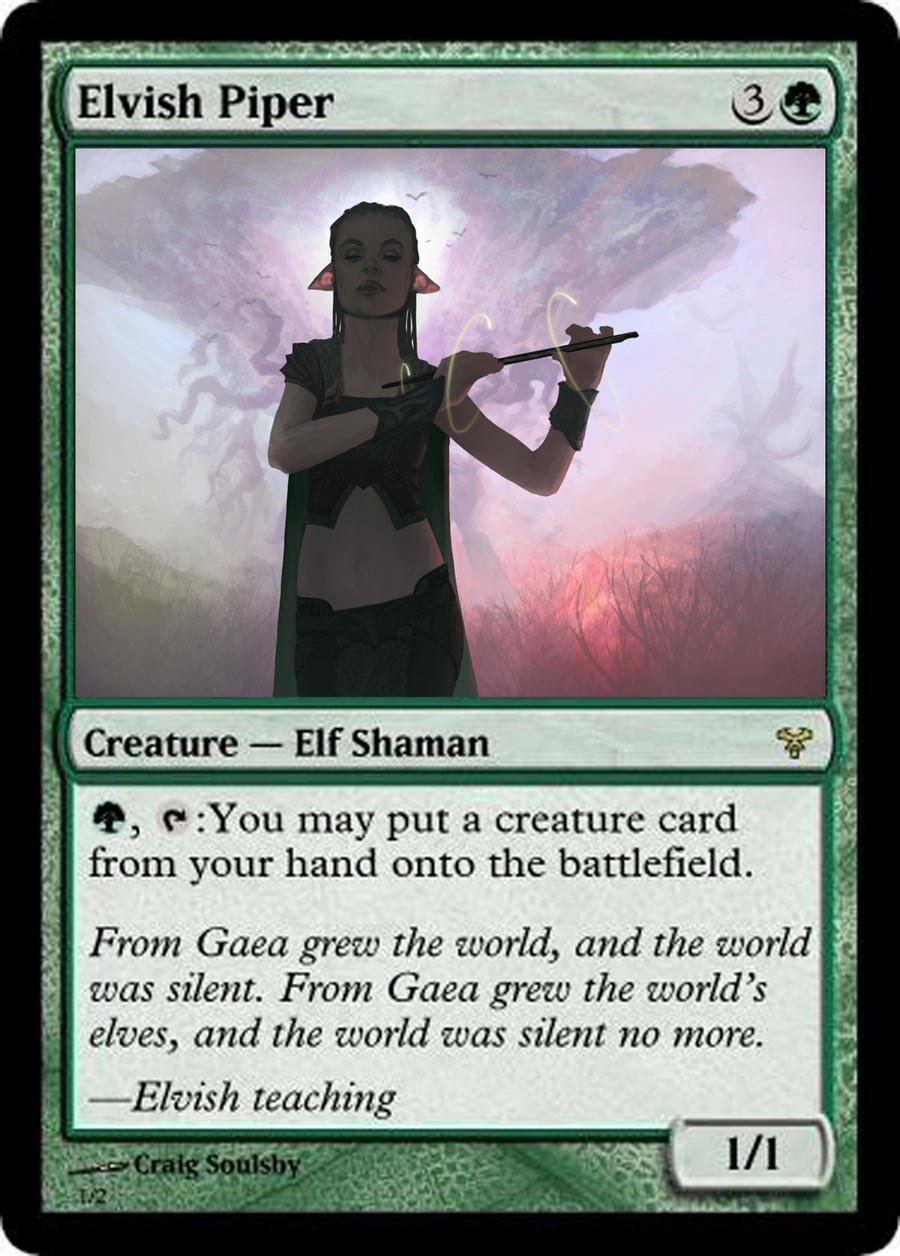 Elvish Piper 3
Creature — Elf Shaman
, :You may put a creature card
from your hand onto the battlefield.
From Gaea grew the world, and the world
was silent. From Gaea grew the world's
elves, and the world was silent no more.
—Elvish teaching
1/1
Craig Soulsby
1/2